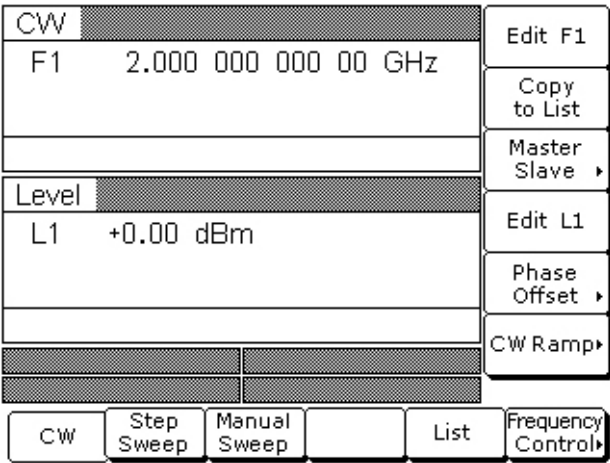 CW
F1 2.000 000 000 00 GHz
Level
L1 +0.00 dBm
Edit F1
Copy
to List
Master
Slave
Edit L1
Phase
Offset
CW Ramp
CW
Step
Sweep
Manual
Sweep
List
Frequency
Control